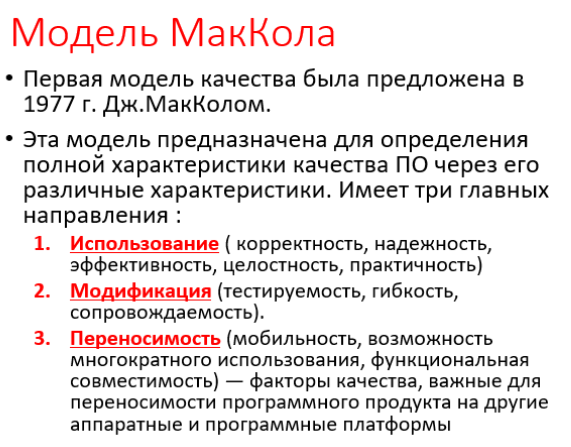 Модель МакКола
• Первая модель качества была предложена в
1977 г. Дж.МакКолом.
• Эта модель предназначена для определения
полной характеристики качества ПО через его
различные характеристики. Имеет три главных
направления :
1. Использование ( корректность, надежность,
эффективность, целостность, практичность)
2. Модификация (тестируемость, гибкость,
сопровождаемость).
3. Переносимость (мобильность, возможность
многократного использования, функциональная
совместимость) — факторы качества, важные для
переносимости программного продукта на другие
аппаратные и программные платформы